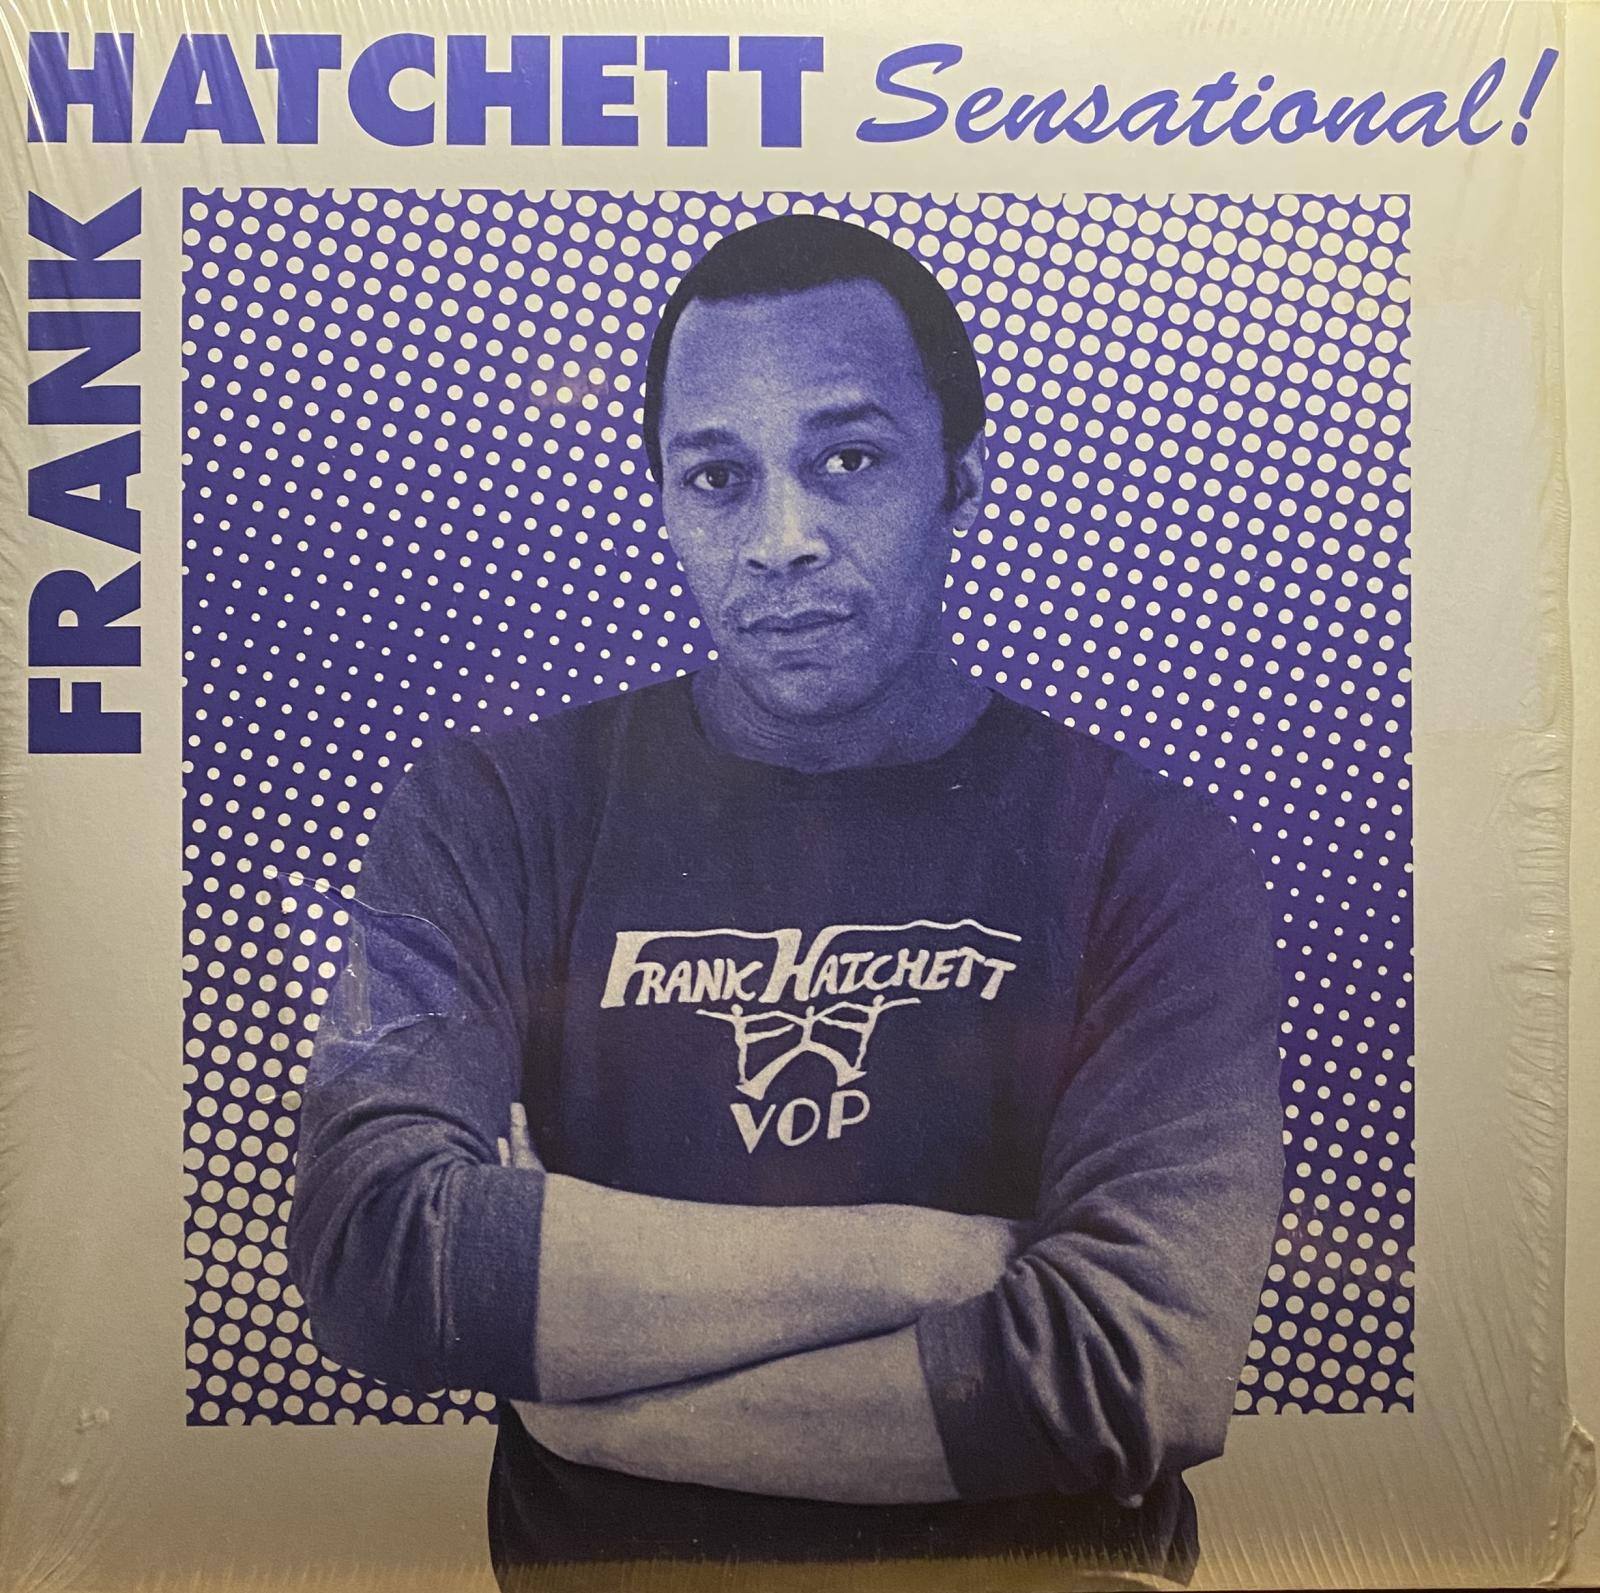 FRANK
HATCHETT Sensational!
FRANK HATCHETT
VOP